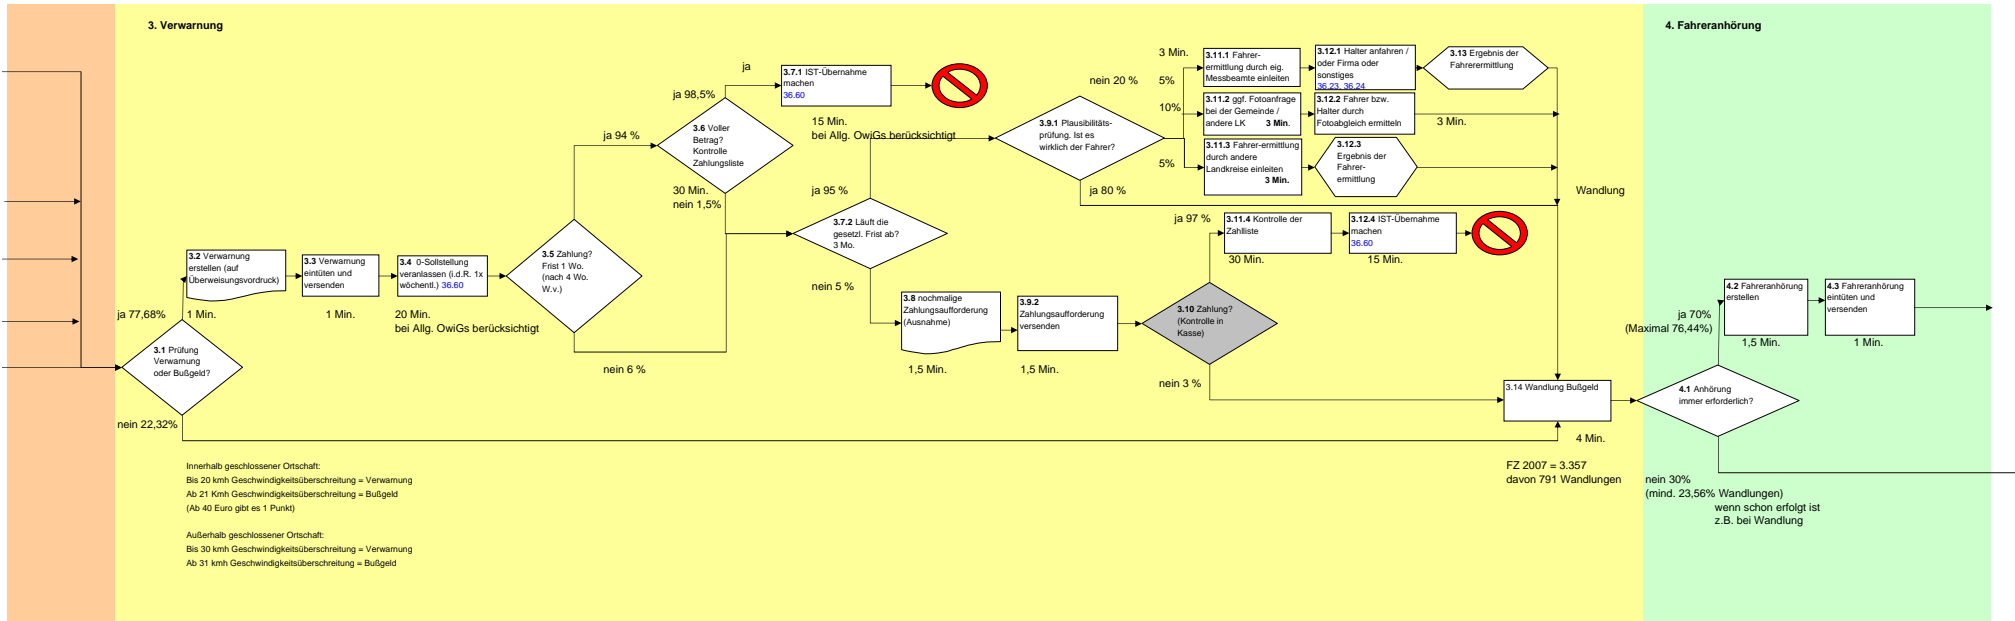 3. Verwarnung
4. Fahreranhörung
ja 77,68%
3.1 Prüfung
Verwarnung
oder Bußgeld?
nein 22,32%
3.2 Verwarnung
erstellen (auf
Überweisungsvordruck)
1 Min.
3.3 Verwarnung
eintüten und
versenden
1 Min.
3.4 0-Sollstellung
veranlassen (i.d.R. 1x
wöchentl.) 36.60
20 Min.
bei Allg. OwiGs berücksichtigt
3.5 Zahlung?
Frist 1 Wo.
(nach 4 Wo.
W.v.)
ja 94 %
nein 6 %
3.6 Voller
Betrag?
Kontrolle
Zahlungsliste
ja 98,5%
ja
30 Min.
nein 1,5%
3.7.1 IST-Übernahme
machen
36.60
15 Min.
bei Allg. OwiGs berücksichtigt
3.7.2 Läuft die
gesetzl. Frist ab?
3 Mo.
ja 95 %
nein 5 %
3.8 nochmalige
Zahlungsaufforderung
(Ausnahme)
1,5 Min.
3.9.2
Zahlungsaufforderung
versenden
1,5 Min.
3.9.1 Plausibilitäts-
prüfung. Ist es
wirklich der Fahrer?
nein 20 %
ja 80 %
3 Min.
5%
10%
5%
3.11.1 Fahrer-
ermittlung durch eig.
Messbeamte einleiten
3.12.1 Halter anfahren /
oder Firma oder
sonstiges
36.23, 36.24
3.13 Ergebnis der
Fahrerermittlung
3.11.2 ggf. Fotoanfrage
bei der Gemeinde /
andere LK 3 Min.
3.12.2 Fahrer bzw.
Halter durch
Fotoabgleich ermitteln
3 Min.
3.11.3 Fahrer-ermittlung
durch andere
Landkreise einleiten
3 Min.
3.12.3
Ergebnis der
Fahrer-
ermittlung
Wandlung
3.10 Zahlung?
(Kontrolle in
Kasse)
ja 97 %
nein 3 %
3.11.4 Kontrolle der
Zahlliste
30 Min.
3.12.4 IST-Übernahme
machen
36.60
15 Min.
3.14 Wandlung Bußgeld
4 Min.
FZ 2007 = 3.357
davon 791 Wandlungen
4.1 Anhörung
immer erforderlich?
ja 70%
(Maximal 76,44%)
4.2 Fahreranhörung
erstellen
1,5 Min.
4.3 Fahreranhörung
eintüten und
versenden
1 Min.
nein 30%
(mind. 23,56% Wandlungen)
wenn schon erfolgt ist
z.B. bei Wandlung
Innerhalb geschlossener Ortschaft:
Bis 20 kmh Geschwindigkeitsüberschreitung = Verwarnung
Ab 21 Kmh Geschwindigkeitsüberschreitung = Bußgeld
(Ab 40 Euro gibt es 1 Punkt)
Außerhalb geschlossener Ortschaft:
Bis 30 kmh Geschwindigkeitsüberschreitung = Verwarnung
Ab 31 kmh Geschwindigkeitsüberschreitung = Bußgeld